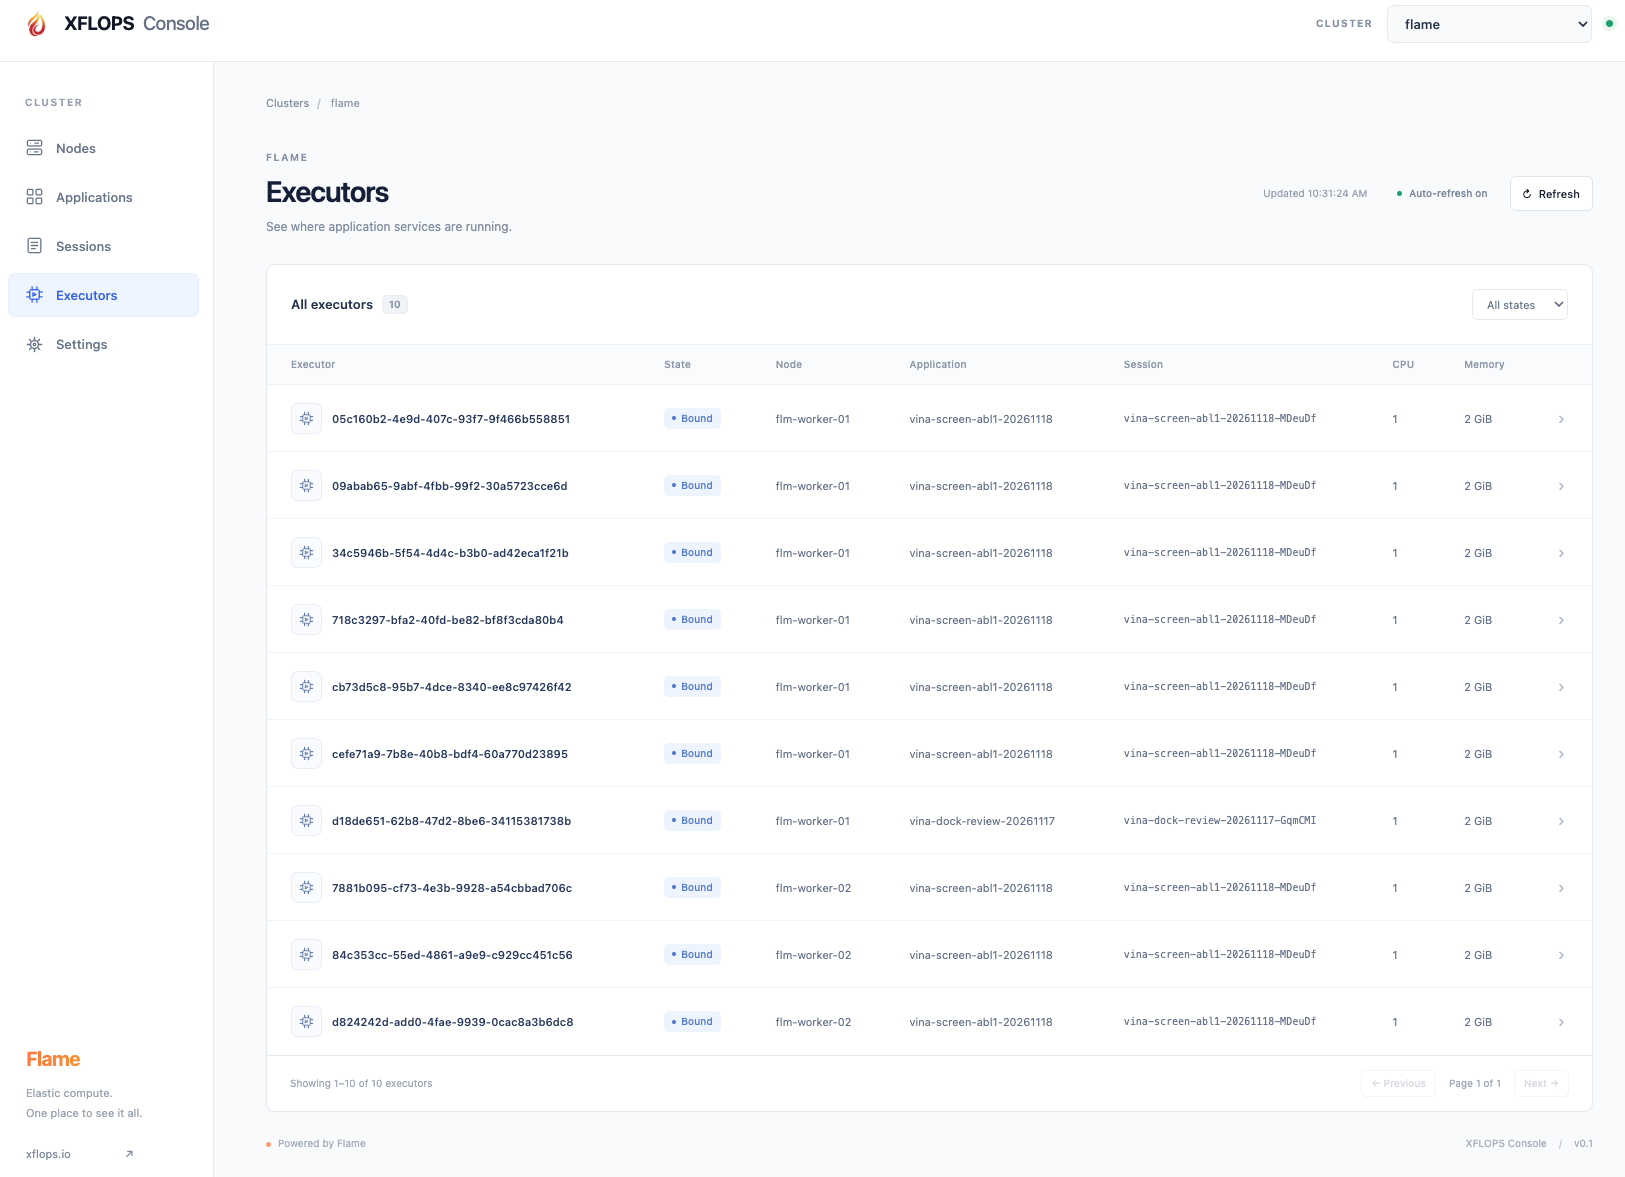 XFLOPS Console
CLUSTER flame
CLUSTER
Nodes
Applications
Sessions
Executors
Settings
Flame
Elastic compute.
One place to see it all.
xflops.io ↗
Clusters / flame
FLAME
Executors
See where application services are running.
Updated 10:31:24 AM
Auto-refresh on
Refresh
All executors 10
All states
Executor State Node Application Session CPU Memory
05c160b2-4e9d-407c-93f7-9f466b558851 Bound flm-worker-01 vina-screen-abl1-20261118 vina-screen-abl1-20261118-MDeuDf 1 2 GiB
09abab65-9abf-4fbb-99f2-30a5723cce6d Bound flm-worker-01 vina-screen-abl1-20261118 vina-screen-abl1-20261118-MDeuDf 1 2 GiB
34c5946b-5f54-4d4c-b3b0-ad42eca1f21b Bound flm-worker-01 vina-screen-abl1-20261118 vina-screen-abl1-20261118-MDeuDf 1 2 GiB
718c3297-bfa2-40fd-be82-bf8f3cda80b4 Bound flm-worker-01 vina-screen-abl1-20261118 vina-screen-abl1-20261118-MDeuDf 1 2 GiB
cb73d5c8-95b7-4dce-8340-ee8c97426f42 Bound flm-worker-01 vina-screen-abl1-20261118 vina-screen-abl1-20261118-MDeuDf 1 2 GiB
cefe71a9-7b8e-40b8-bdf4-60a770d23895 Bound flm-worker-01 vina-screen-abl1-20261118 vina-screen-abl1-20261118-MDeuDf 1 2 GiB
d18de651-62b8-47d2-8be6-34115381738b Bound flm-worker-01 vina-dock-review-20261117 vina-dock-review-20261117-GqmCMI 1 2 GiB
7881b095-cf73-4e3b-9928-a54cbbad706c Bound flm-worker-02 vina-screen-abl1-20261118 vina-screen-abl1-20261118-MDeuDf 1 2 GiB
84c353cc-55ed-4861-a9e9-c929cc451c56 Bound flm-worker-02 vina-screen-abl1-20261118 vina-screen-abl1-20261118-MDeuDf 1 2 GiB
d824242d-add0-4fae-9939-0cac8a3b6dc8 Bound flm-worker-02 vina-screen-abl1-20261118 vina-screen-abl1-20261118-MDeuDf 1 2 GiB
Showing 1–10 of 10 executors
← Previous Page 1 of 1 Next →
Powered by Flame
XFLOPS Console / v0.1